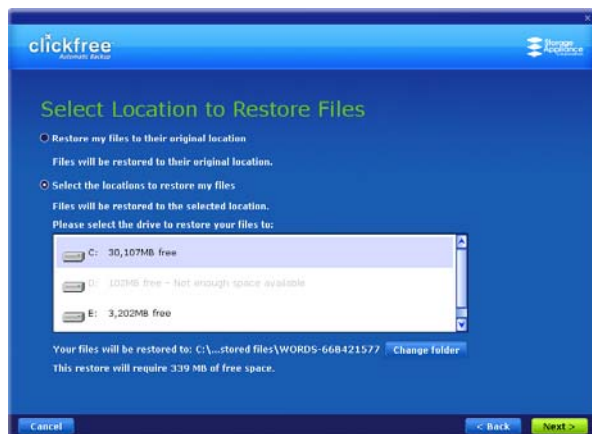 x
clickfree
Automatic Backup
Storage
Appliance
Corporation
Select Location to Restore Files
Restore my files to their original location
Files will be restored to their original location.
Select the locations to restore my files
Files will be restored to the selected location.
Please select the drive to restore your files to:
C: 30,107MB free
D: 102MB free - Not enough space available
E: 3,202MB free
Your files will be restored to: C:\...stored files\WORDS-66B421577 Change folder
This restore will require 339 MB of free space.
Cancel < Back Next >